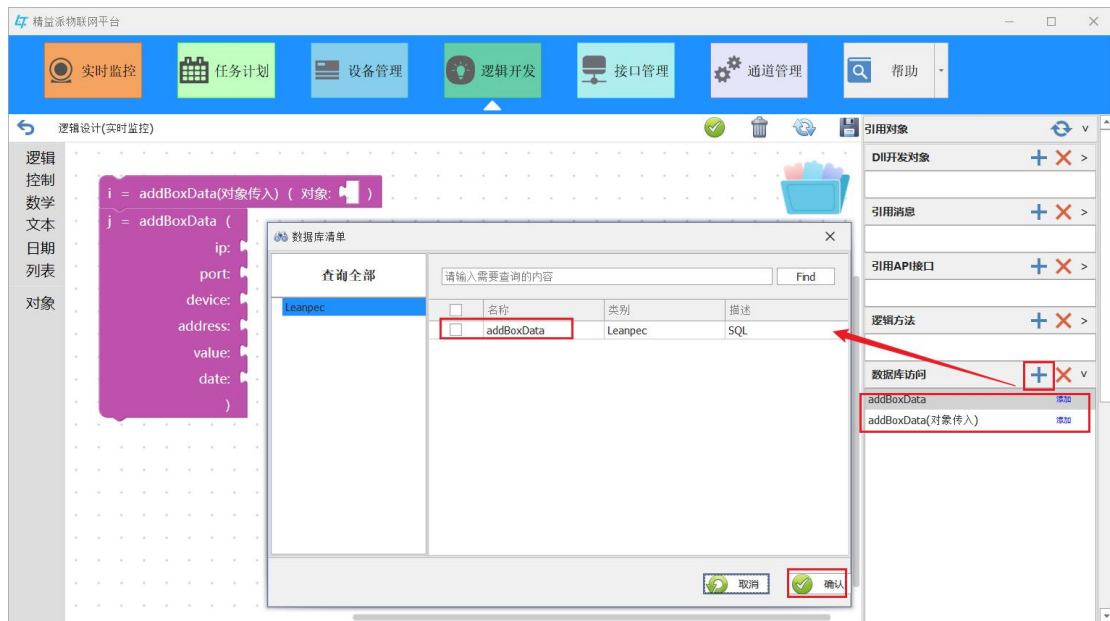 精益派物联网平台
实时监控
任务计划
设备管理
逻辑开发
接口管理
通道管理
帮助
逻辑设计(实时监控)
逻辑
控制
数学
文本
日期
列表
对象
i = addBoxData(对象传入) ( 对象: )
j = addBoxData (
ip:
port:
device:
address:
value:
date:
)
数据库清单
查询全部
Leanpec
请输入需要查询的内容
Find
名称 类别 描述
addBoxData Leanpec SQL
取消
确认
引用对象
Dll开发对象
引用消息
引用API接口
逻辑方法
数据库访问
addBoxData 添加
addBoxData(对象传入) 添加